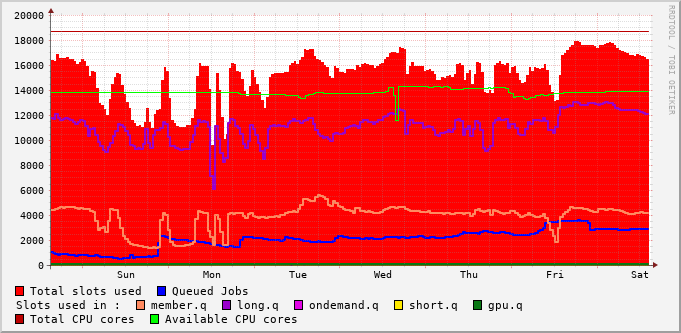 20000
18000
16000
14000
12000
10000
8000
6000
4000
2000
0
Sun Mon Tue Wed Thu Fri Sat
RRDTOOL / TOBI OETIKER
Total slots used Queued Jobs
Slots used in : member.q long.q ondemand.q short.q gpu.q
Total CPU cores Available CPU cores